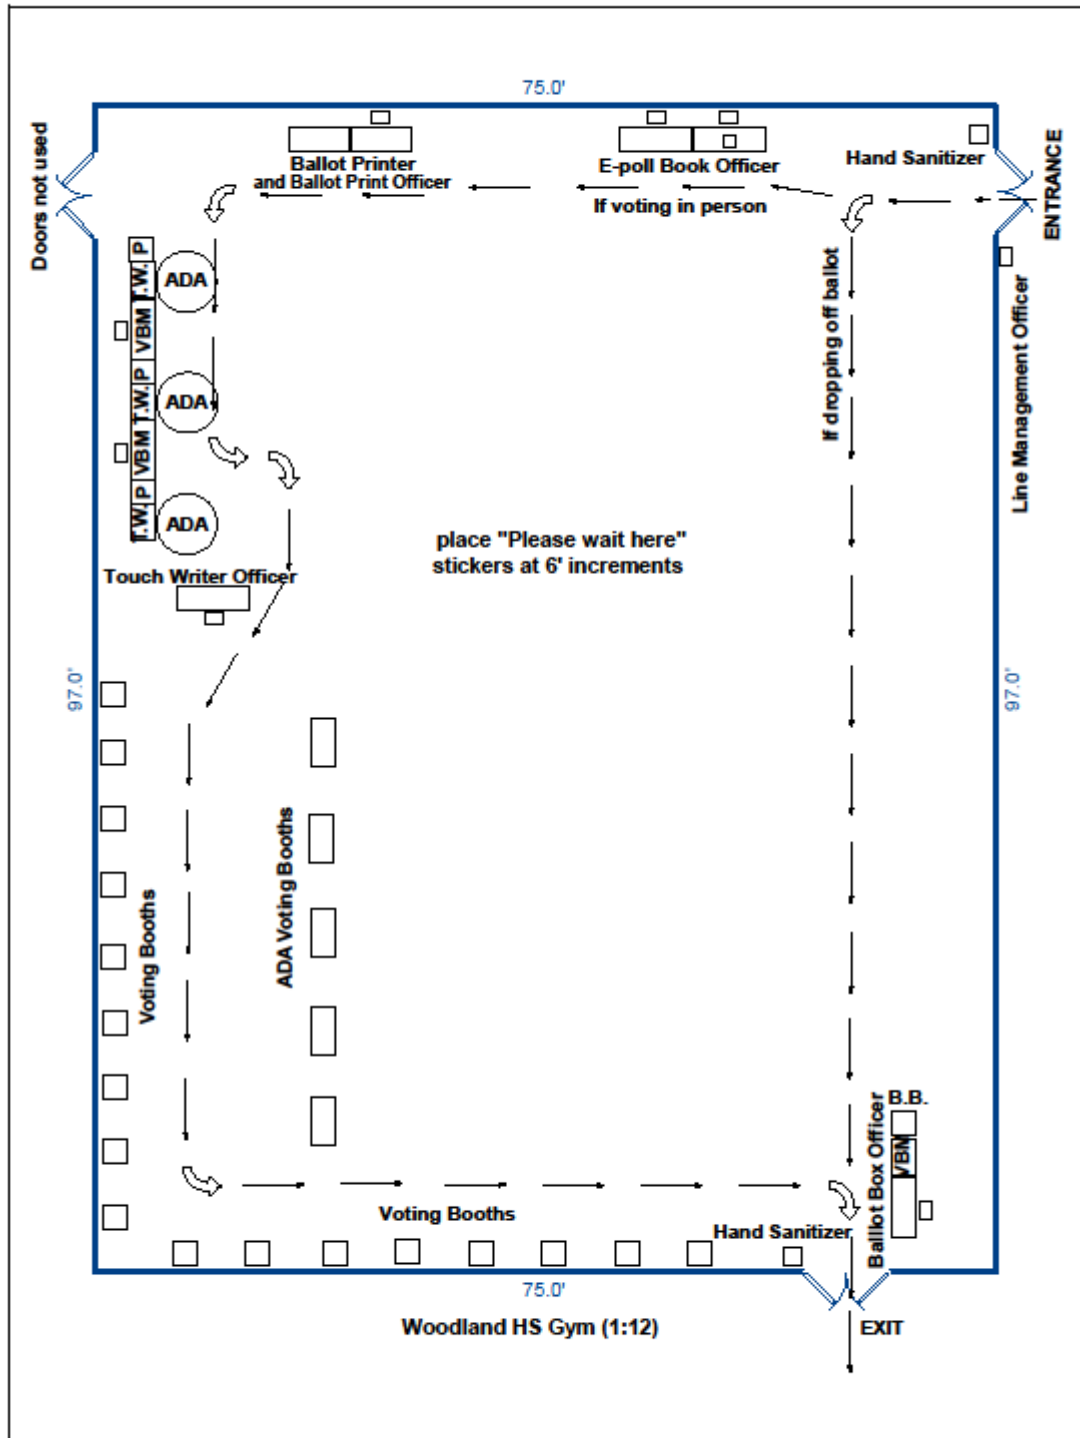 75.0'
Doors not used
Ballot Printer
and Ballot Print Officer
E-poll Book Officer
Hand Sanitizer
ENTRANCE
If voting in person
P
T.W.
ADA
VBM
P
T.W.
ADA
VBM
P
T.W.
ADA
If dropping off ballot
Line Management Officer
place "Please wait here"
stickers at 6' increments
Touch Writer Officer
97.0'
97.0'
Voting Booths
ADA Voting Booths
B.B.
VBM
Balllot Box Officer
Voting Booths
Hand Sanitizer
75.0'
Woodland HS Gym (1:12)
EXIT